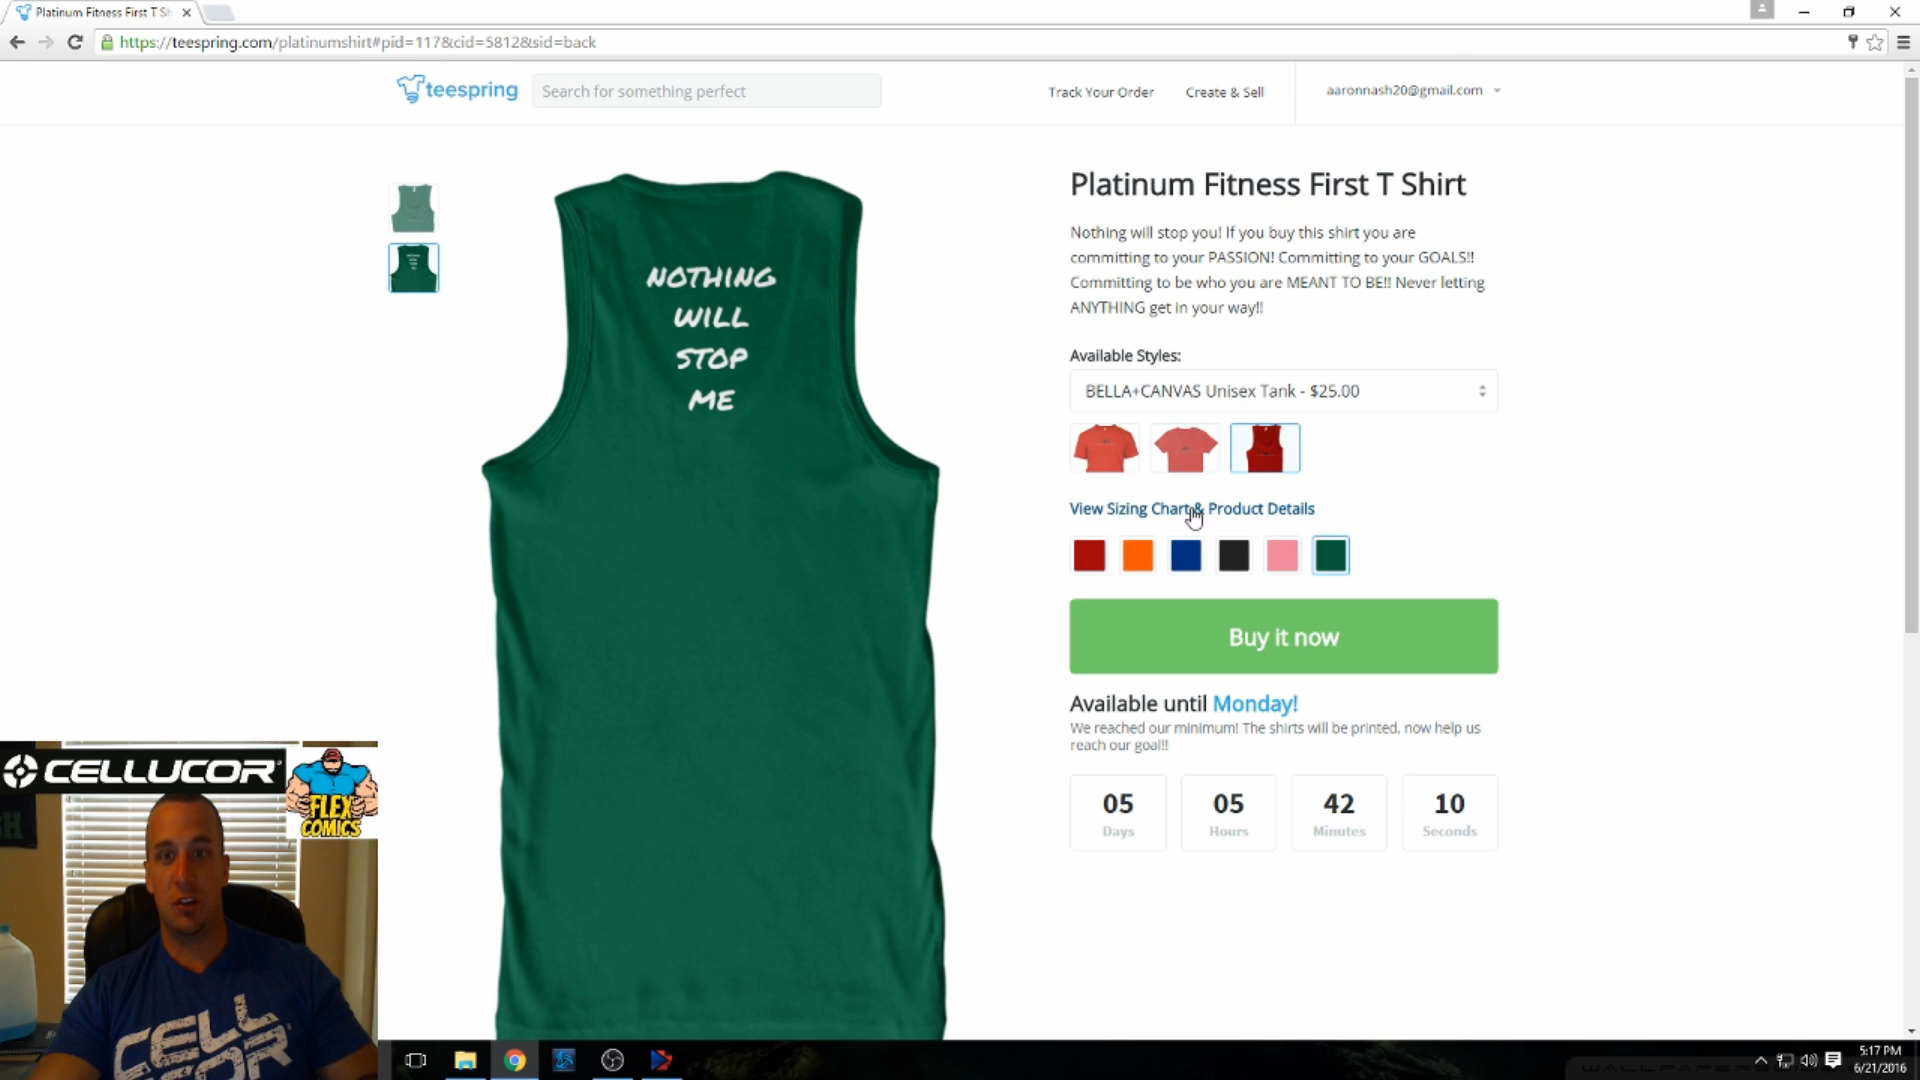 Platinum Fitness First T Sh
https://teespring.com/platinumshirt#pid=117&cid=5812&sid=back
teespring
Search for something perfect
Track Your Order
Create & Sell
aaronnash20@gmail.com
NOTHING
WILL
STOP
ME
Platinum Fitness First T Shirt
Nothing will stop you! If you buy this shirt you are
committing to your PASSION! Committing to your GOALS!!
Committing to be who you are MEANT TO BE!! Never letting
ANYTHING get in your way!!
Available Styles:
BELLA+CANVAS Unisex Tank - $25.00
View Sizing Chart & Product Details
Buy it now
Available until Monday!
We reached our minimum! The shirts will be printed, now help us
reach our goal!!
05 05 42 10
Days Hours Minutes Seconds
CELLUCOR
FLEX
COMICS
CELL
5:17 PM
6/21/2016